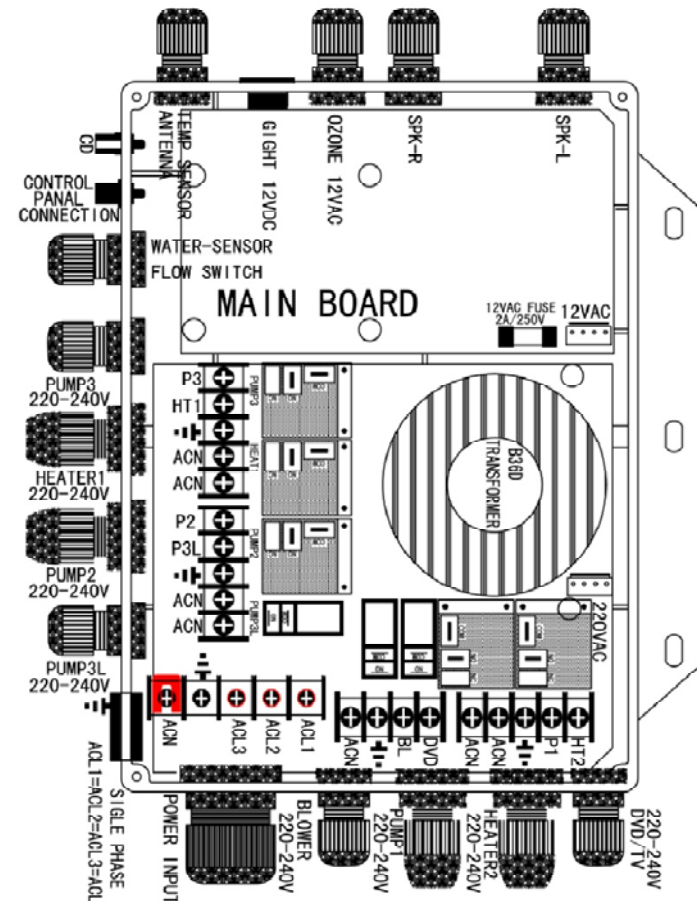 TEMP SENSOR
ANTENNA
GIGHT 12VDC
OZONE 12VAC
SPK-R
SPK-L
CD
CONTROL
PANAL
CONNECTION
WATER-SENSOR
FLOW SWITCH
MAIN BOARD
12VAC FUSE
2A/250V
12VAC
PUMP3
220-240V
HEATER1
220-240V
PUMP2
220-240V
PUMP3L
220-240V
P3
HT1
ACN
ACN
PUMP3
HEAT
P2
P3L
ACN
ACN
PUMP2
PUMP3L
B36D
TRANSFORMER
220VAC
ACN
ACL3
ACL2
ACL1
ACN
BL
DVD
ACN
ACN
P1
HT2
SIGLE PHASE
ACL1=ACL2=ACL3=ACL
POWER INPUT
BLOWER
220-240V
PUMP1
220-240V
HEATER2
220-240V
220-240V
DVD/TV